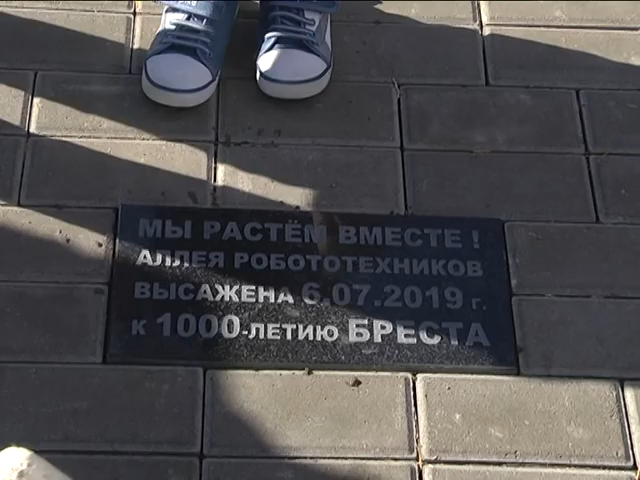 МЫ РАСТЁМ ВМЕСТЕ !
АЛЛЕЯ РОБОТОТЕХНИКОВ
ВЫСАЖЕНА 6.07.2019 г.
к 1000-ЛЕТИЮ БРЕСТА